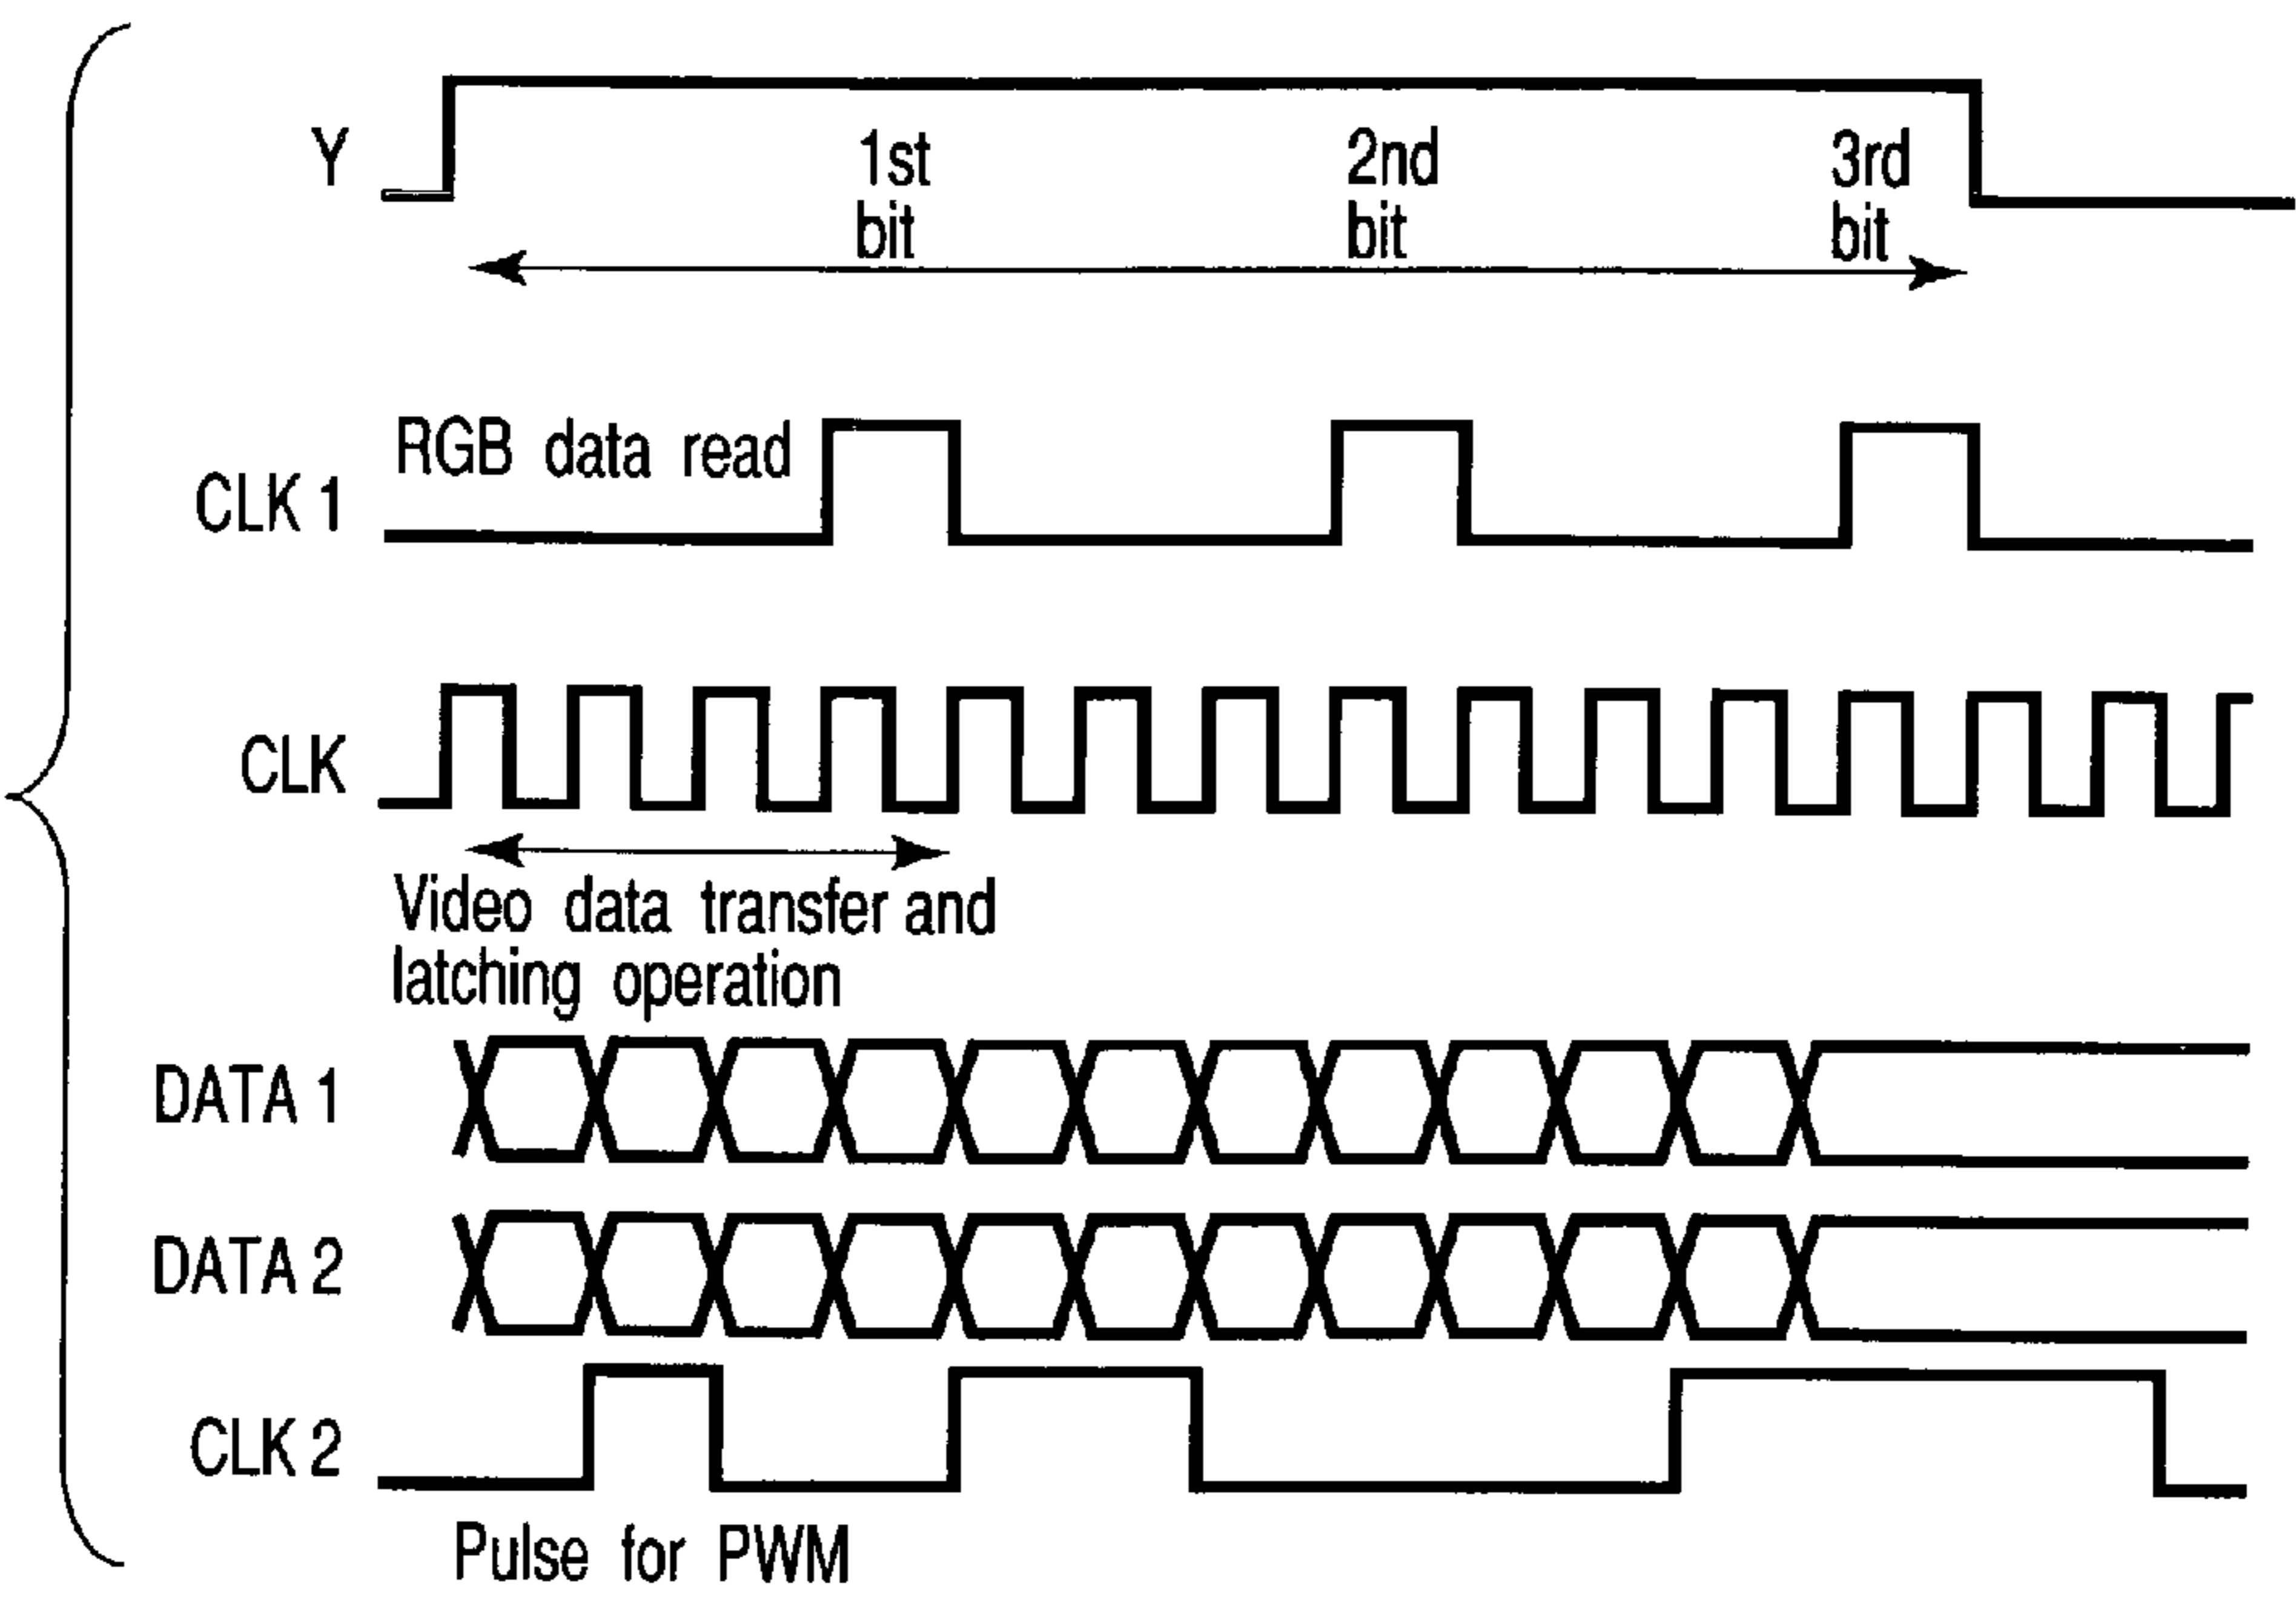 Y
1st
bit
2nd
bit
3rd
bit
RGB data read
CLK 1
CLK
Video data transfer and
latching operation
DATA 1
DATA 2
CLK 2
Pulse for PWM